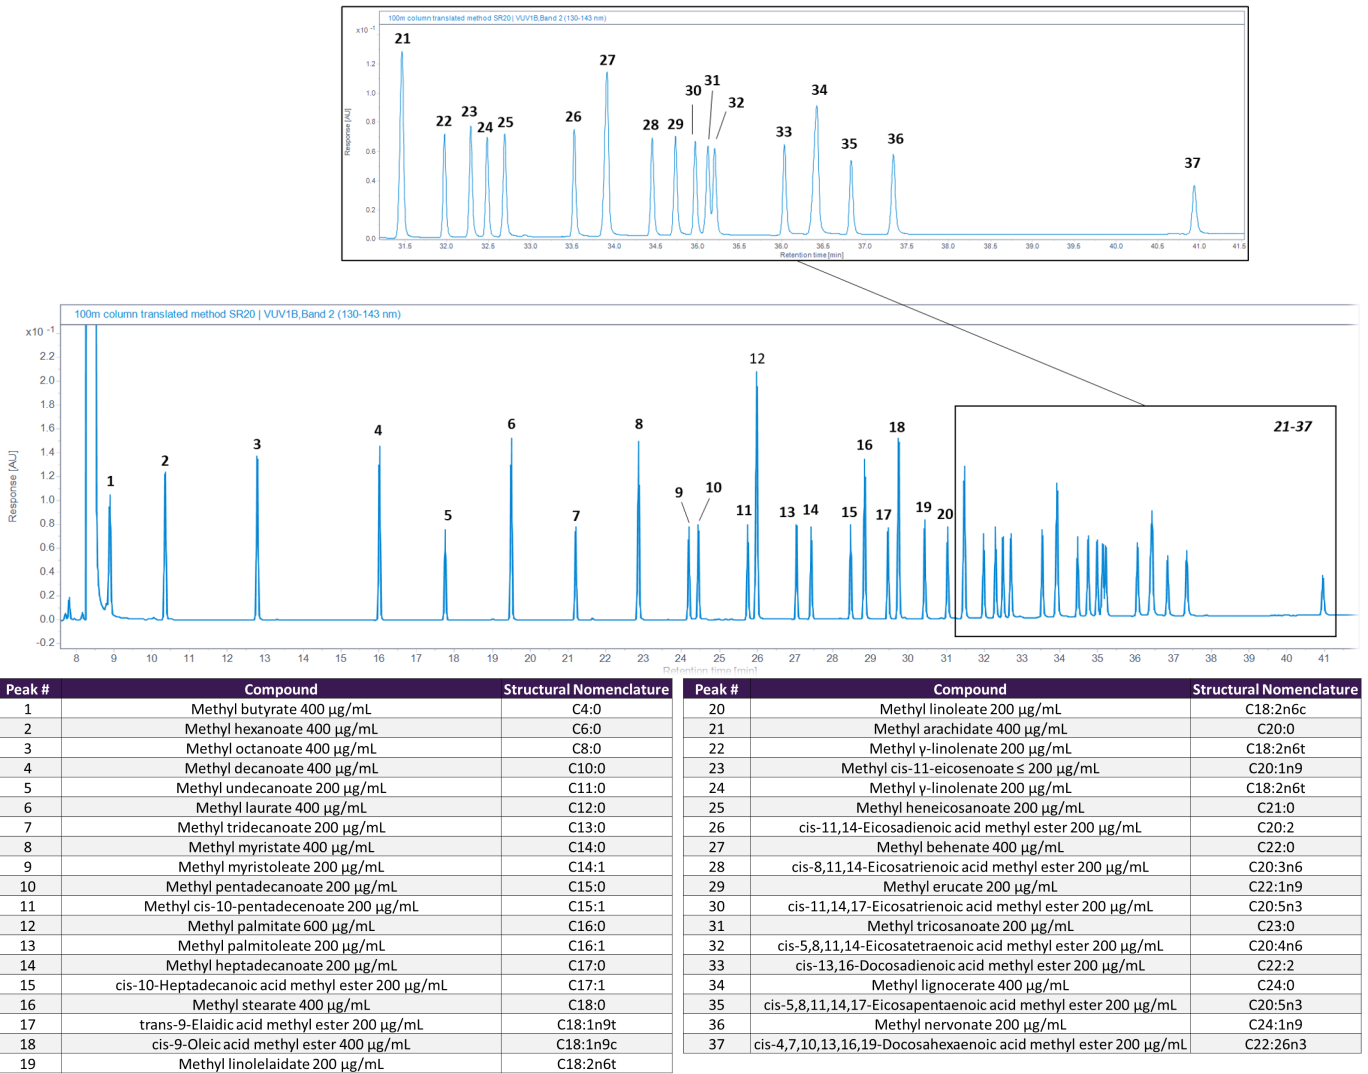 100m column translated method SR20 | VUV1B,Band 2 (130-143 nm)
x10 -1
Response [AU]
1.2
1.0
0.8
0.6
0.4
0.2
0.0
21
22
23
24
25
26
27
28
29
30
31
32
33
34
35
36
37
31.5 32.0 32.5 33.0 33.5 34.0 34.5 35.0 35.5 36.0 36.5 37.0 37.5 38.0 38.5 39.0 39.5 40.0 40.5 41.0 41.5
Retention time [min]
100m column translated method SR20 | VUV1B,Band 2 (130-143 nm)
x10 -1
Response [AU]
2.2
2.0
1.8
1.6
1.4
1.2
1.0
0.8
0.6
0.4
0.2
0.0
-0.2
1
2
3
4
5
6
7
8
9
10
11
12
13
14
15
16
17
18
19
20
21-37
8 9 10 11 12 13 14 15 16 17 18 19 20 21 22 23 24 25 26 27 28 29 30 31 32 33 34 35 36 37 38 39 40 41
Retention time [min]
Peak # Compound Structural Nomenclature
1 Methyl butyrate 400 µg/mL C4:0
2 Methyl hexanoate 400 µg/mL C6:0
3 Methyl octanoate 400 µg/mL C8:0
4 Methyl decanoate 400 µg/mL C10:0
5 Methyl undecanoate 200 µg/mL C11:0
6 Methyl laurate 400 µg/mL C12:0
7 Methyl tridecanoate 200 µg/mL C13:0
8 Methyl myristate 400 µg/mL C14:0
9 Methyl myristoleate 200 µg/mL C14:1
10 Methyl pentadecanoate 200 µg/mL C15:0
11 Methyl cis-10-pentadecenoate 200 µg/mL C15:1
12 Methyl palmitate 600 µg/mL C16:0
13 Methyl palmitoleate 200 µg/mL C16:1
14 Methyl heptadecanoate 200 µg/mL C17:0
15 cis-10-Heptadecanoic acid methyl ester 200 µg/mL C17:1
16 Methyl stearate 400 µg/mL C18:0
17 trans-9-Elaidic acid methyl ester 200 µg/mL C18:1n9t
18 cis-9-Oleic acid methyl ester 400 µg/mL C18:1n9c
19 Methyl linolelaidate 200 µg/mL C18:2n6t
Peak # Compound Structural Nomenclature
20 Methyl linoleate 200 µg/mL C18:2n6c
21 Methyl arachidate 400 µg/mL C20:0
22 Methyl γ-linolenate 200 µg/mL C18:2n6t
23 Methyl cis-11-eicosenoate ≤ 200 µg/mL C20:1n9
24 Methyl γ-linolenate 200 µg/mL C18:2n6t
25 Methyl heneicosanoate 200 µg/mL C21:0
26 cis-11,14-Eicosadienoic acid methyl ester 200 µg/mL C20:2
27 Methyl behenate 400 µg/mL C22:0
28 cis-8,11,14-Eicosatrienoic acid methyl ester 200 µg/mL C20:3n6
29 Methyl erucate 200 µg/mL C22:1n9
30 cis-11,14,17-Eicosatrienoic acid methyl ester 200 µg/mL C20:5n3
31 Methyl tricosanoate 200 µg/mL C23:0
32 cis-5,8,11,14-Eicosatetraenoic acid methyl ester 200 µg/mL C20:4n6
33 cis-13,16-Docosadienoic acid methyl ester 200 µg/mL C22:2
34 Methyl lignocerate 400 µg/mL C24:0
35 cis-5,8,11,14,17-Eicosapentaenoic acid methyl ester 200 µg/mL C20:5n3
36 Methyl nervonate 200 µg/mL C24:1n9
37 cis-4,7,10,13,16,19-Docosahexaenoic acid methyl ester 200 µg/mL C22:26n3